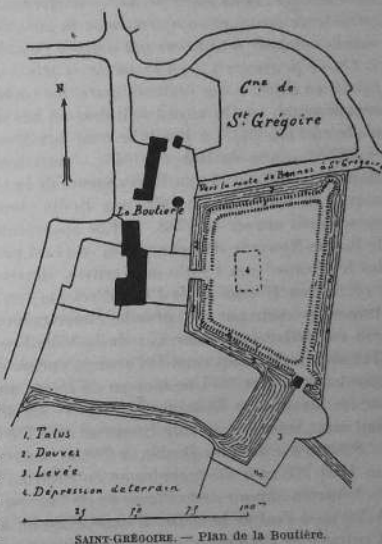 Cne de
St Grégoire
N
Vers la route de Rennes à St Grégoire
La Boutière
4
3
1. Talus
2. Douves
3. Levée
4. Dépression de terrain
25 50 75 100m
SAINT-GRÉGOIRE. — Plan de la Boutière.